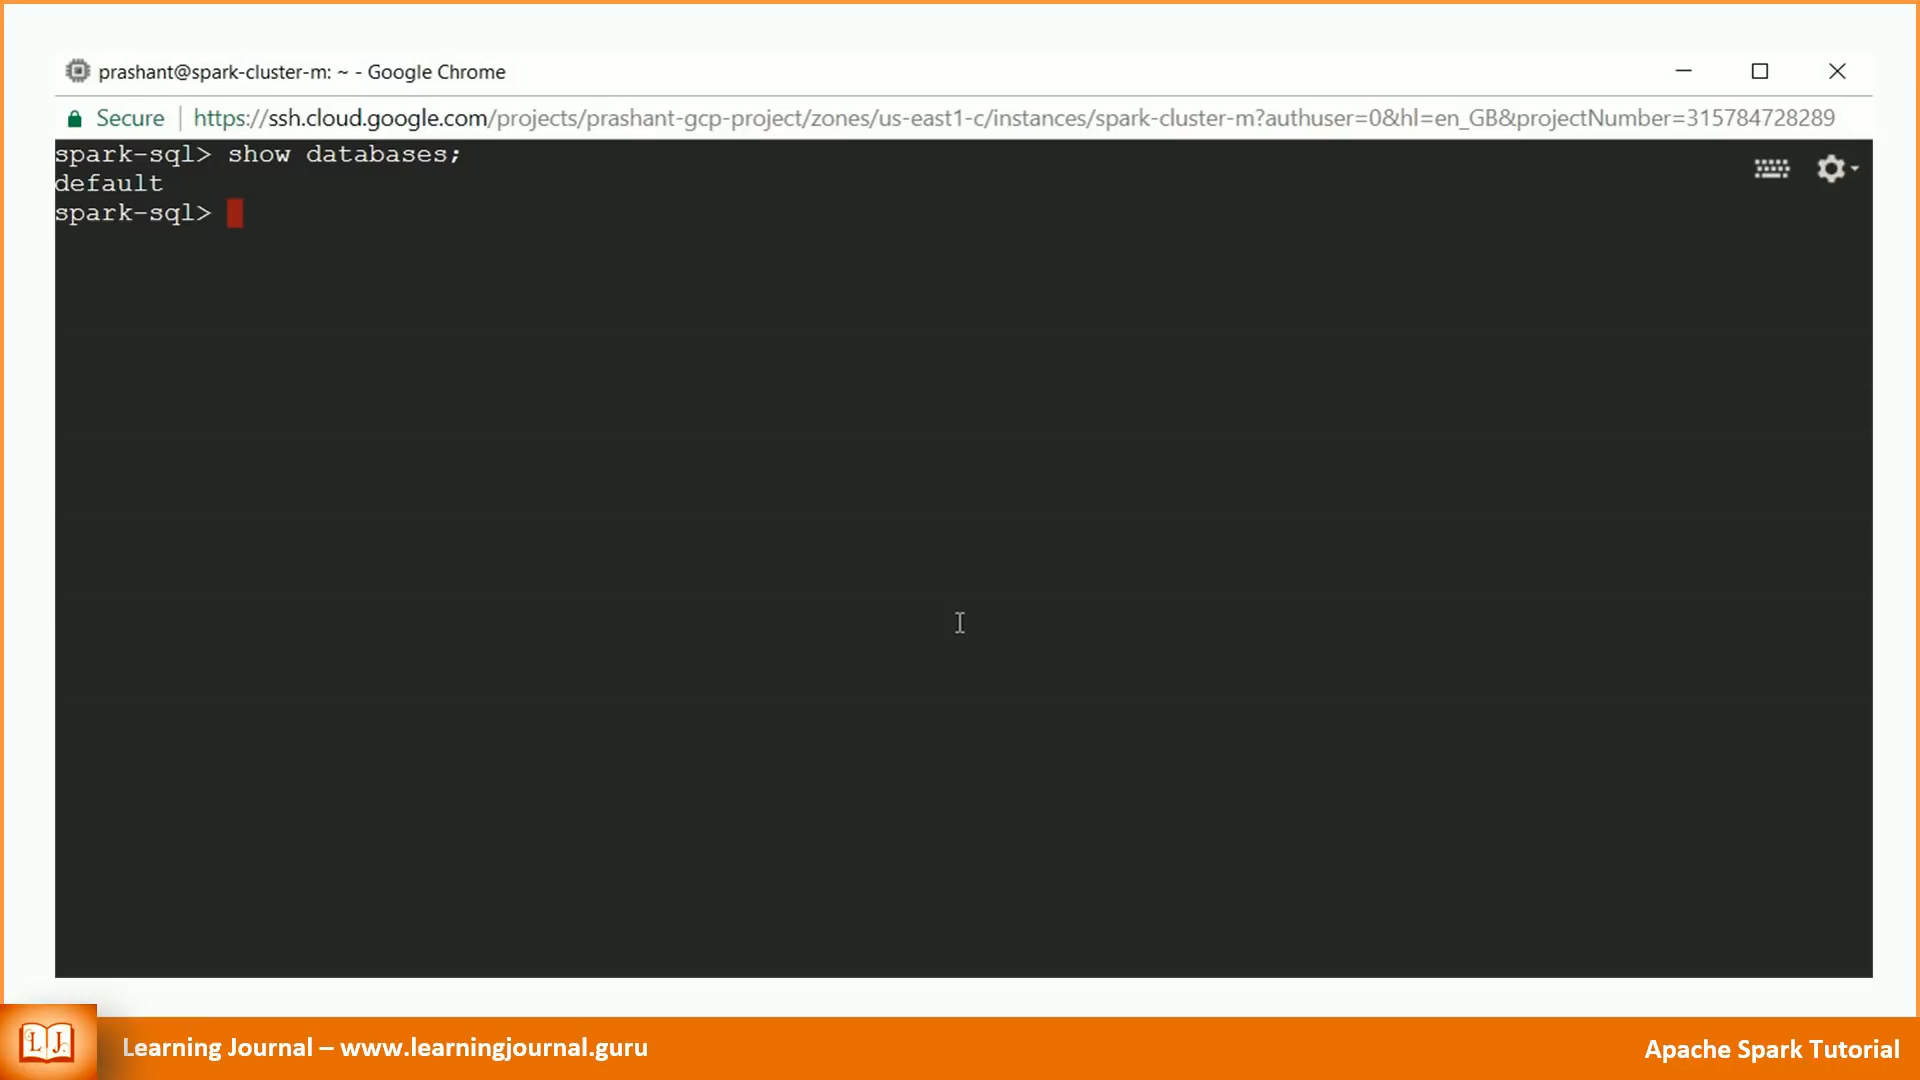 prashant@spark-cluster-m: ~ - Google Chrome
Secure | https://ssh.cloud.google.com/projects/prashant-gcp-project/zones/us-east1-c/instances/spark-cluster-m?authuser=0&hl=en_GB&projectNumber=315784728289
spark-sql> show databases;
default
spark-sql>
LJ
Learning Journal – www.learningjournal.guru
Apache Spark Tutorial